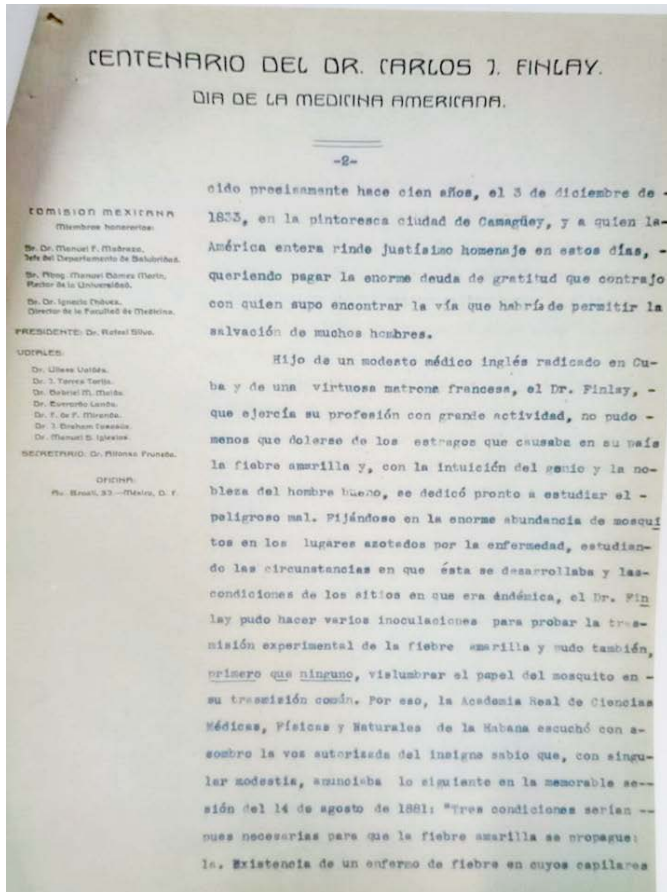 CENTENARIO DEL DR. CARLOS J. FINLAY.
DIA DE LA MEDICINA AMERICANA.
-2-
COMISION MEXICANA
Miembros honorarios:
Sr. Dr. Manuel F. Madrazo,
Jefe del Departamento de Salubridad.
Sr. Abog. Manuel Gómez Morín,
Rector de la Universidad.
Sr. Dr. Ignacio Chávez,
Director de la Facultad de Medicina.
PRESIDENTE: Dr. Rafael Silva.
VOCALES:
Dr. Ulises Valdés.
Dr. J. Torres Torija.
Dr. Gabriel M. Malda.
Dr. Everardo Landa.
Dr. F. de P. Miranda.
Dr. J. Graham Casasús.
Dr. Manuel S. Iglesias.
SECRETARIO: Dr. Alfonso Pruneda.
OFICINA:
Av. Brasil, 33.—México, D. F.
cido precisamente hace cien años, el 3 de diciembre de -
1833, en la pintoresca ciudad de Camagüey, y a quien la-
América entera rinde justísimo homenaje en estos días, -
queriendo pagar la enorme deuda de gratitud que contrajo
con quien supo encontrar la vía que habría de permitir la
salvación de muchos hombres.
Hijo de un modesto médico inglés radicado en Cu-
ba y de una virtuosa matrona francesa, el Dr. Finlay, -
que ejercía su profesión con grande actividad, no pudo -
menos que dolerse de los estragos que causaba en su país
la fiebre amarilla y, con la intuición del genio y la no-
bleza del hombre bueno, se dedicó pronto a estudiar el -
peligroso mal. Fijándose en la enorme abundancia de mosqui
tos en los lugares azotados por la enfermedad, estudian-
do las circunstancias en que ésta se desarrollaba y las-
condiciones de los sitios en que era éndémica, el Dr. Fin
lay pudo hacer varios inoculaciones para probar la tras-
misión experimental de la fiebre amarilla y pudo también,
primero que ninguno, vislumbrar el papel del mosquito en -
su trasmisión común. Por eso, la Academia Real de Ciencias
Médicas, Físicas y Naturales de la Habana escuchó con a-
sombro la voz autorizada del insigne sabio que, con singu-
lar modestia, anunciaba lo siguiente en la memorable se--
sión del 14 de agosto de 1881: "Tres condiciones serían --
pues necesarias para que la fiebre amarilla se propague:
1a. Existencia de un enfermo de fiebre en cuyos capilares